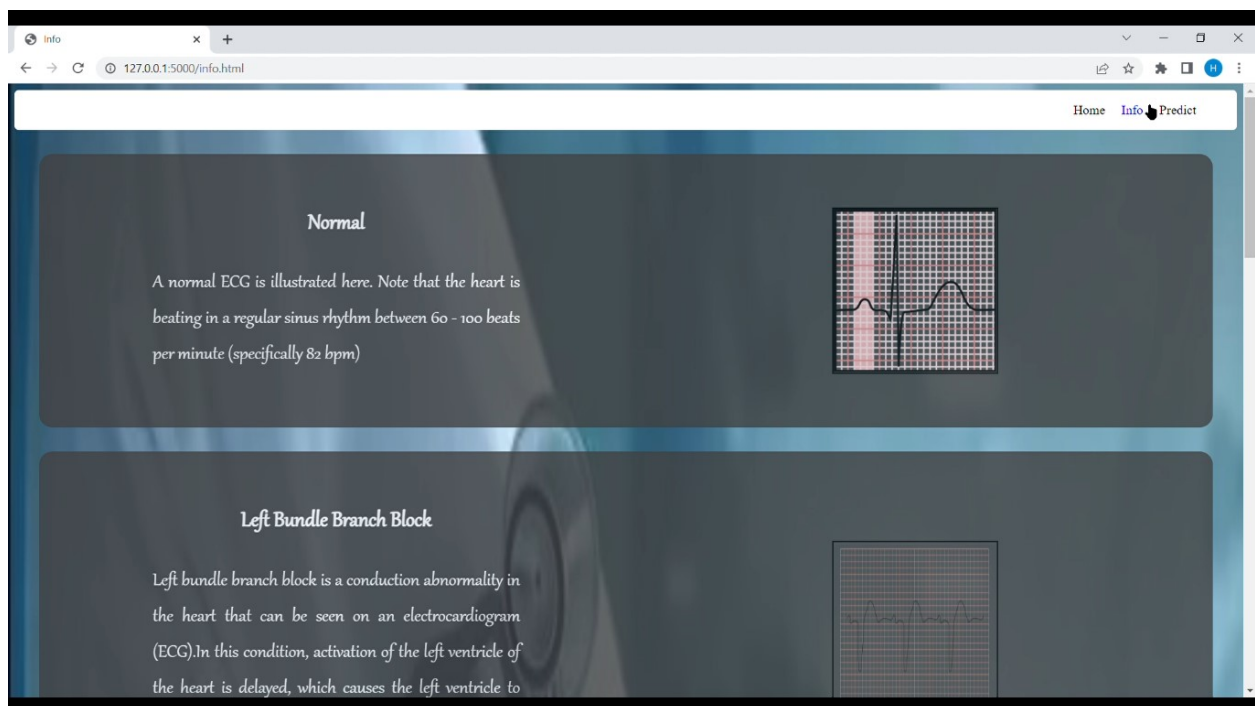 Info
127.0.0.1:5000/info.html
H
Home Info Predict
Normal
A normal ECG is illustrated here. Note that the heart is
beating in a regular sinus rhythm between 60 - 100 beats
per minute (specifically 82 bpm)
Left Bundle Branch Block
Left bundle branch block is a conduction abnormality in
the heart that can be seen on an electrocardiogram
(ECG).In this condition, activation of the left ventricle of
the heart is delayed, which causes the left ventricle to